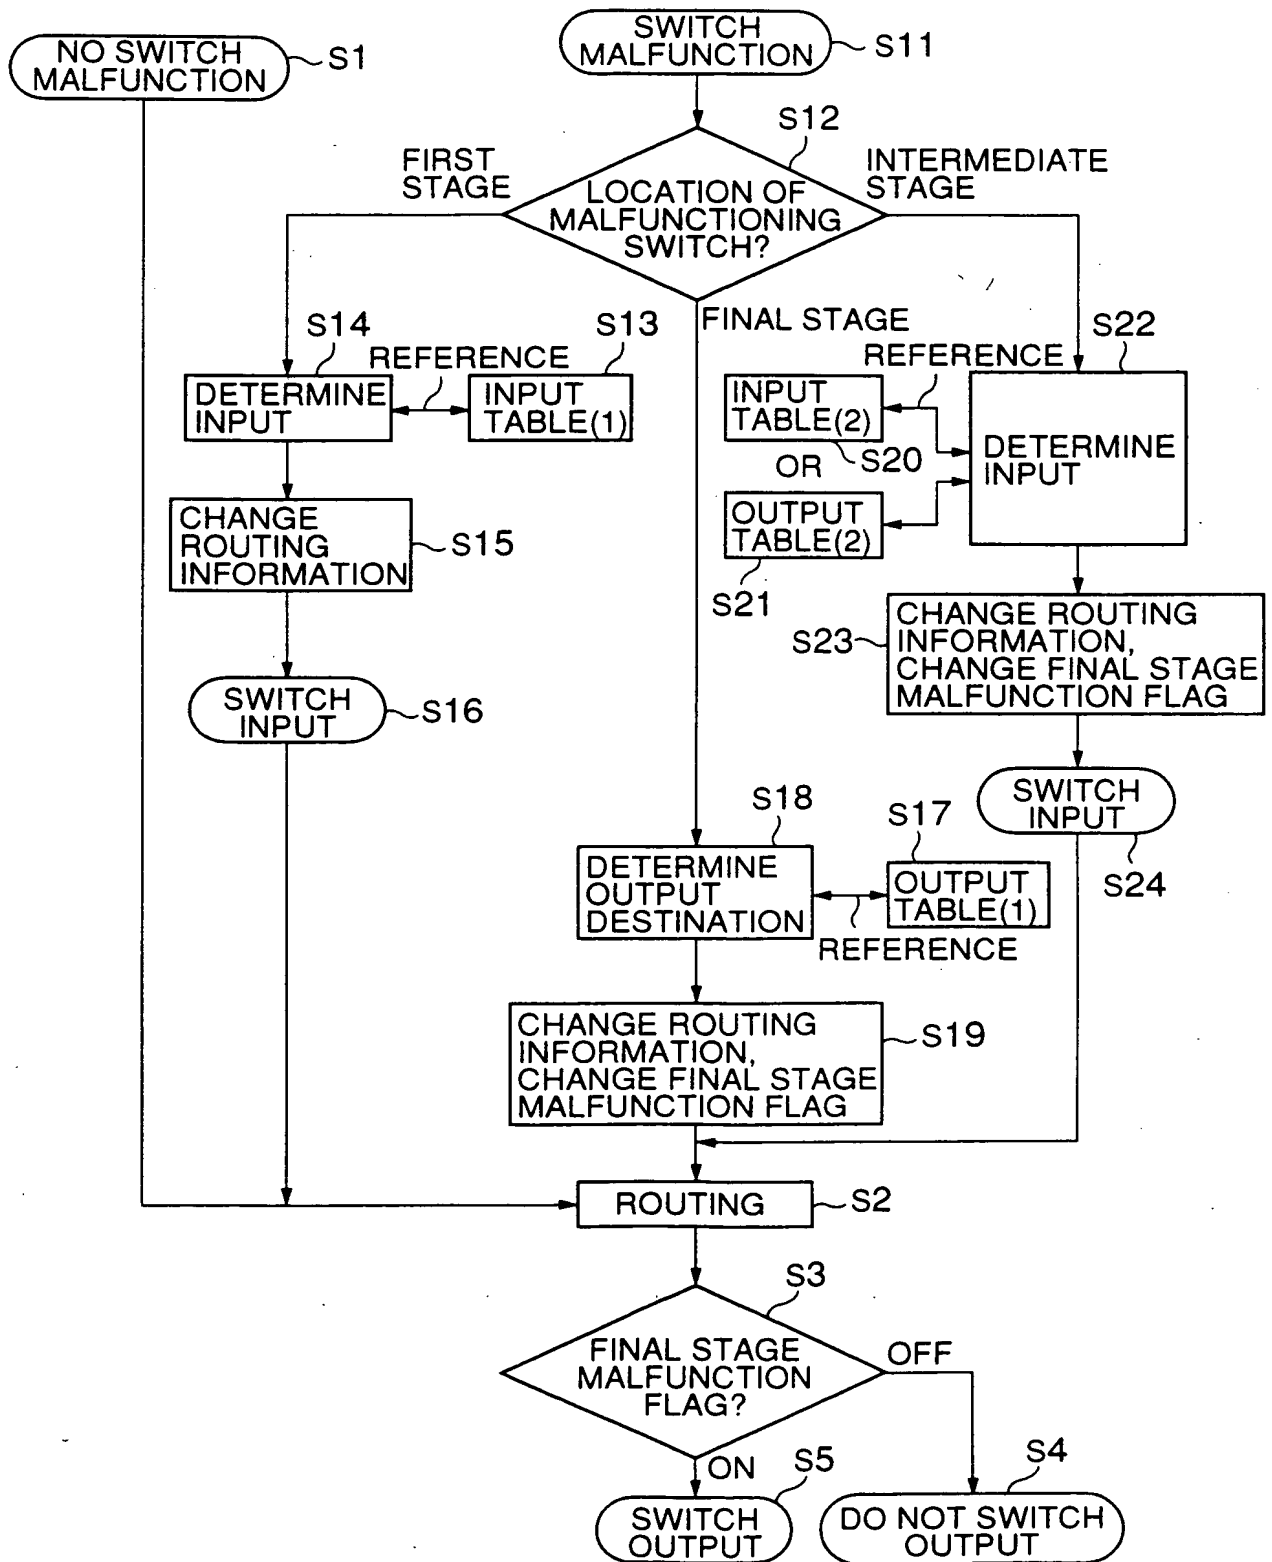 NO SWITCH
MALFUNCTION
S1
SWITCH
MALFUNCTION
S11
S12
FIRST
STAGE
LOCATION OF
MALFUNCTIONING
SWITCH?
INTERMEDIATE
STAGE
FINAL STAGE
S14
REFERENCE
S13
DETERMINE
INPUT
INPUT
TABLE(1)
S22
REFERENCE
INPUT
TABLE(2)
S20
OR
OUTPUT
TABLE(2)
S21
DETERMINE
INPUT
CHANGE
ROUTING
INFORMATION
S15
S23
CHANGE ROUTING
INFORMATION,
CHANGE FINAL STAGE
MALFUNCTION FLAG
SWITCH
INPUT
S16
SWITCH
INPUT
S24
S18
S17
DETERMINE
OUTPUT
DESTINATION
OUTPUT
TABLE(1)
REFERENCE
CHANGE ROUTING
INFORMATION,
CHANGE FINAL STAGE
MALFUNCTION FLAG
S19
ROUTING
S2
S3
FINAL STAGE
MALFUNCTION
FLAG?
OFF
ON
S5
S4
SWITCH
OUTPUT
DO NOT SWITCH
OUTPUT